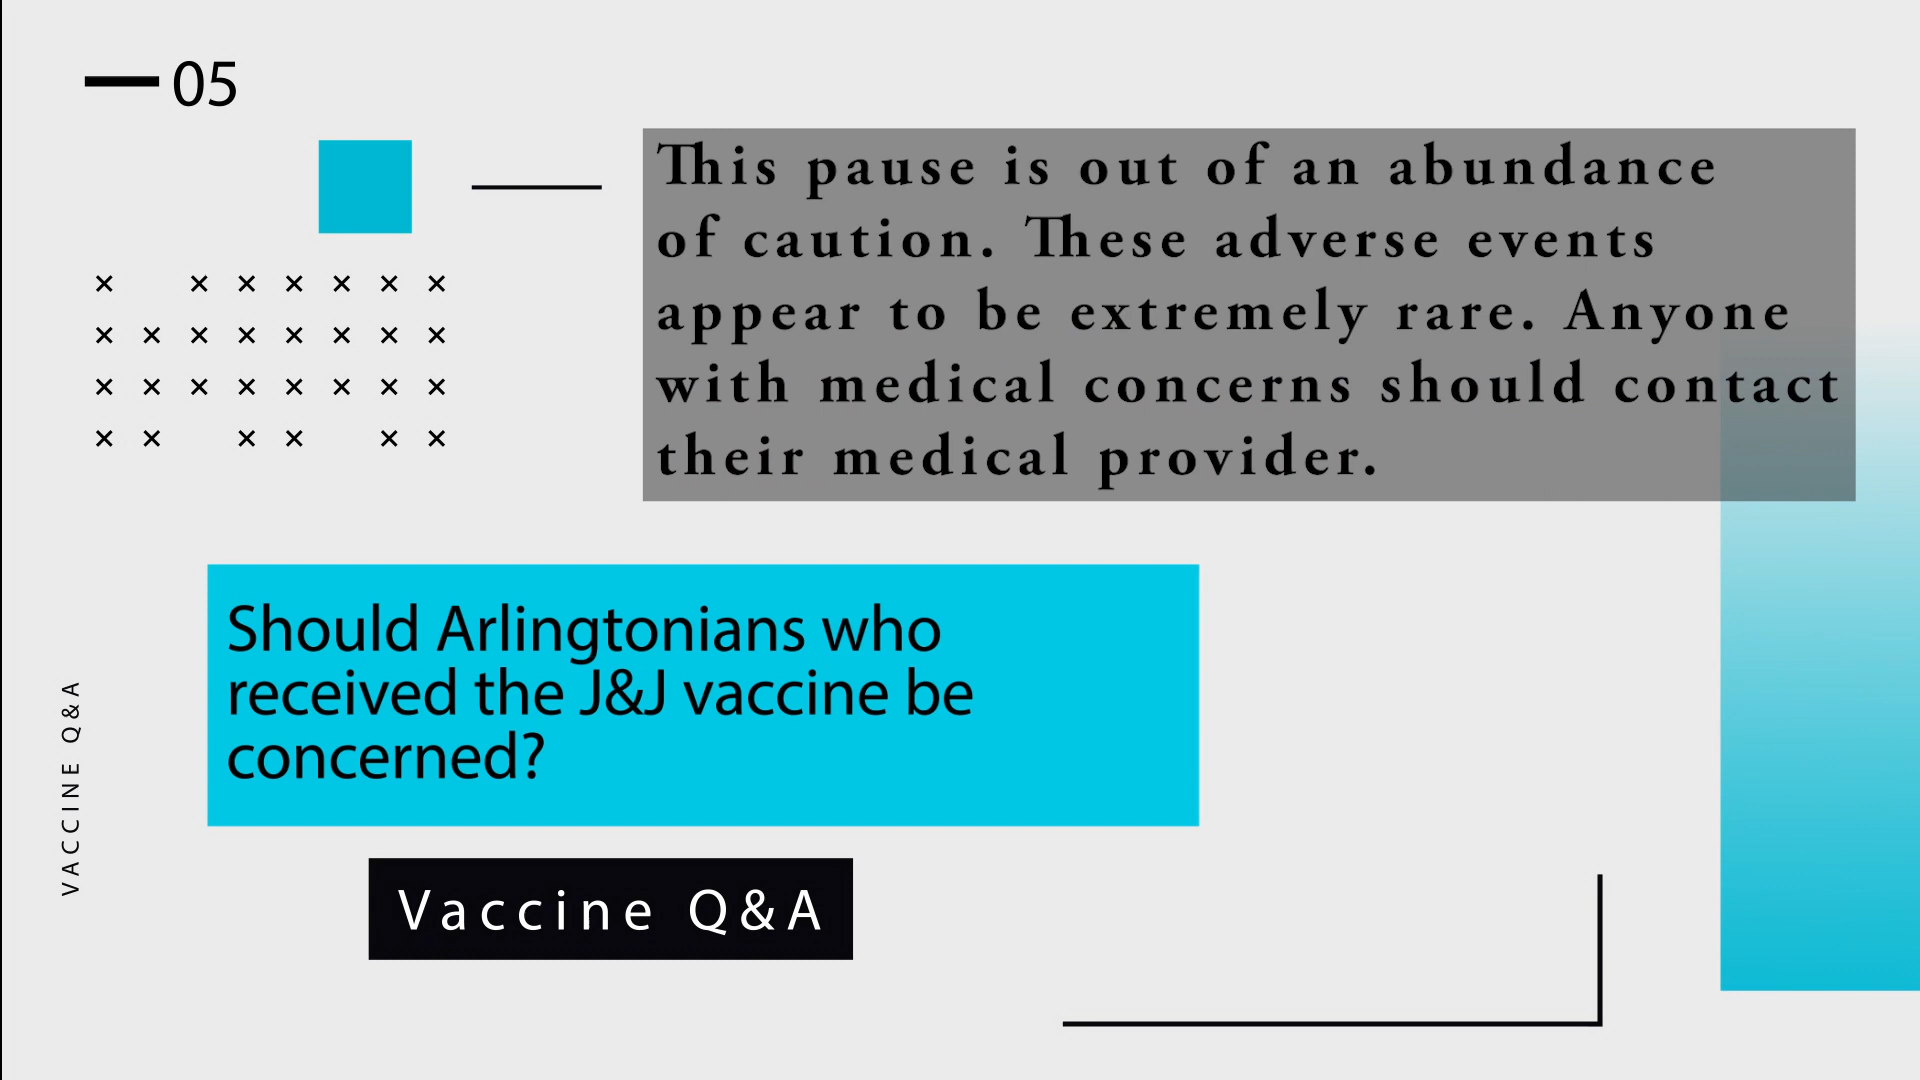 05
This pause is out of an abundance
of caution. These adverse events
appear to be extremely rare. Anyone
with medical concerns should contact
their medical provider.
Should Arlingtonians who
received the J&J vaccine be
concerned?
Vaccine Q&A
VACCINE Q&A